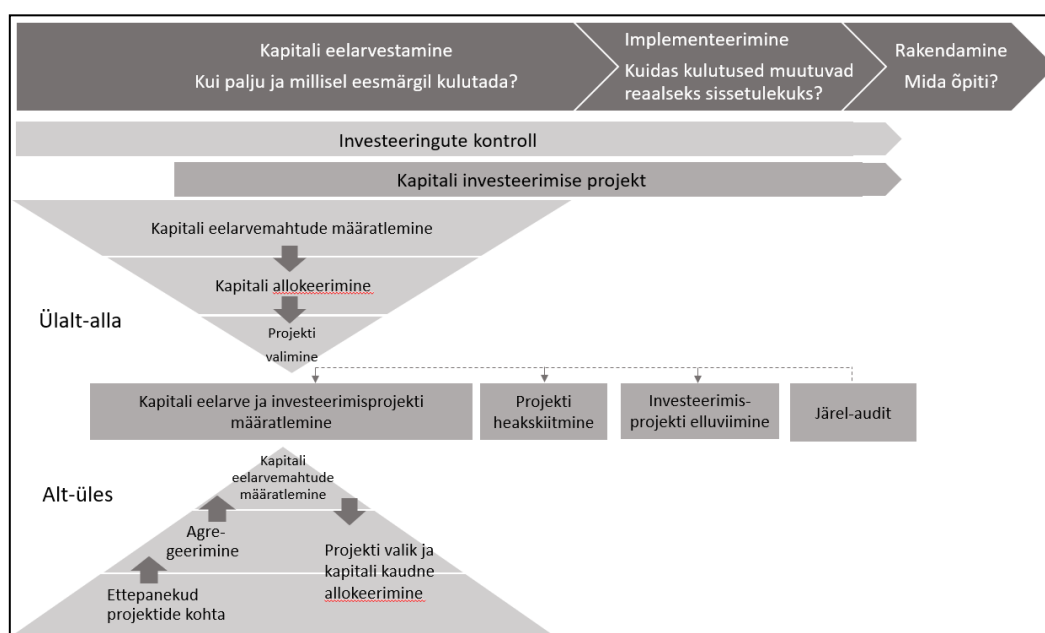 Kapitali eelarvestamine
Kui palju ja millisel eesmärgil kulutada?
Implementeerimine
Kuidas kulutused muutuvad
reaalseks sissetulekuks?
Rakendamine
Mida õpiti?
Investeeringute kontroll
Kapitali investeerimise projekt
Kapitali eelarvemahtude määratlemine
Kapitali allokeerimine
Ülalt-alla
Projekti
valimine
Kapitali eelarve ja investeerimisprojekti
määratlemine
Projekti
heakskiitmine
Investeerimis-
projekti elluviimine
Järel-audit
Alt-üles
Kapitali
eelarvemahtude
määratlemine
Agre-
geerimine
Projekti valik ja
kapitali kaudne
allokeerimine
Ettepanekud
projektide kohta